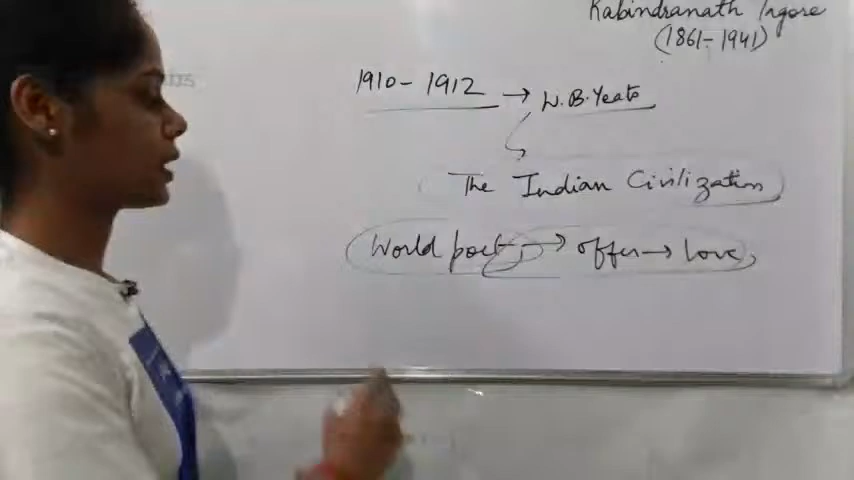 Rabindranath Tagore
(1861-1941)
1910-1912 → W.B.Yeats
The Indian Civilization
World poet, → offer → love,